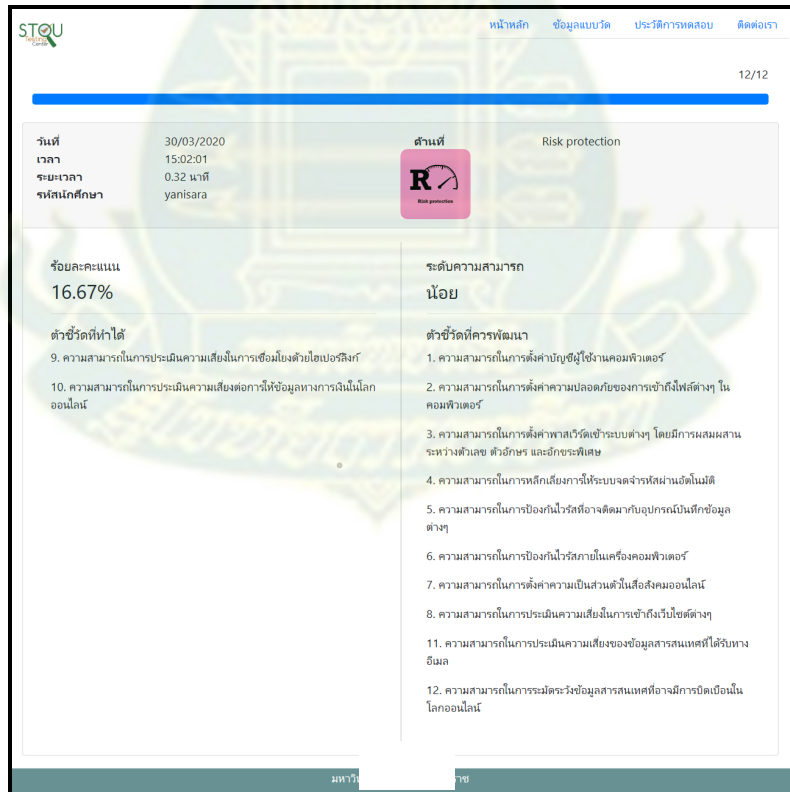 STOU
Testing
Center
หน้าหลัก ข้อมูลแบบวัด ประวัติการทดสอบ ติดต่อเรา
12/12
วันที่ 30/03/2020
เวลา 15:02:01
ระยะเวลา 0.32 นาที
รหัสนักศึกษา yanisara
ด้านที่ Risk protection
R
Risk protection
ร้อยละคะแนน
16.67%
ตัวชี้วัดที่ทำได้
9. ความสามารถในการประเมินความเสี่ยงในการเชื่อมโยงด้วยไฮเปอร์ลิงก์
10. ความสามารถในการประเมินความเสี่ยงต่อการให้ข้อมูลทางการเงินในโลก
ออนไลน์
ระดับความสามารถ
น้อย
ตัวชี้วัดที่ควรพัฒนา
1. ความสามารถในการตั้งค่าบัญชีผู้ใช้งานคอมพิวเตอร์
2. ความสามารถในการตั้งค่าความปลอดภัยของการเข้าถึงไฟล์ต่างๆ ใน
คอมพิวเตอร์
3. ความสามารถในการตั้งค่าพาสเวิร์ดเข้าระบบต่างๆ โดยมีการผสมผสาน
ระหว่างตัวเลข ตัวอักษร และอักขระพิเศษ
4. ความสามารถในการหลีกเลี่ยงการให้ระบบจดจำรหัสผ่านอัตโนมัติ
5. ความสามารถในการป้องกันไวรัสที่อาจติดมากับอุปกรณ์บันทึกข้อมูล
ต่างๆ
6. ความสามารถในการป้องกันไวรัสภายในเครื่องคอมพิวเตอร์
7. ความสามารถในการตั้งค่าความเป็นส่วนตัวในสื่อสังคมออนไลน์
8. ความสามารถในการประเมินความเสี่ยงในการเข้าถึงเว็บไซต์ต่างๆ
11. ความสามารถในการประเมินความเสี่ยงของข้อมูลสารสนเทศที่ได้รับทาง
อีเมล
12. ความสามารถในการระมัดระวังข้อมูลสารสนเทศที่อาจมีการบิดเบือนใน
โลกออนไลน์